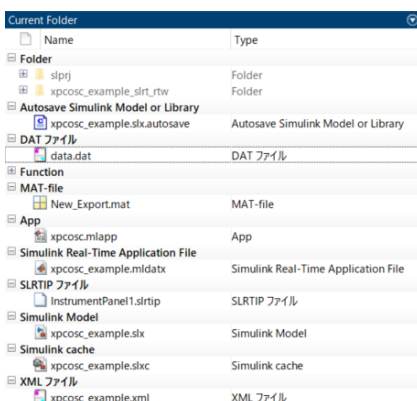 Current Folder
Name Type
Folder
slprj Folder
xpcosc_example_slrt_rtw Folder
Autosave Simulink Model or Library
xpcosc_example.slx.autosave Autosave Simulink Model or Library
DAT ファイル
data.dat DAT ファイル
Function
MAT-file
New_Export.mat MAT-file
App
xpcosc.mlapp App
Simulink Real-Time Application File
xpcosc_example.mldatx Simulink Real-Time Application File
SLRTIP ファイル
InstrumentPanel1.slrtip SLRTIP ファイル
Simulink Model
xpcosc_example.slx Simulink Model
Simulink cache
xpcosc_example.slxc Simulink cache
XML ファイル
xpcosc_example.xml XML ファイル